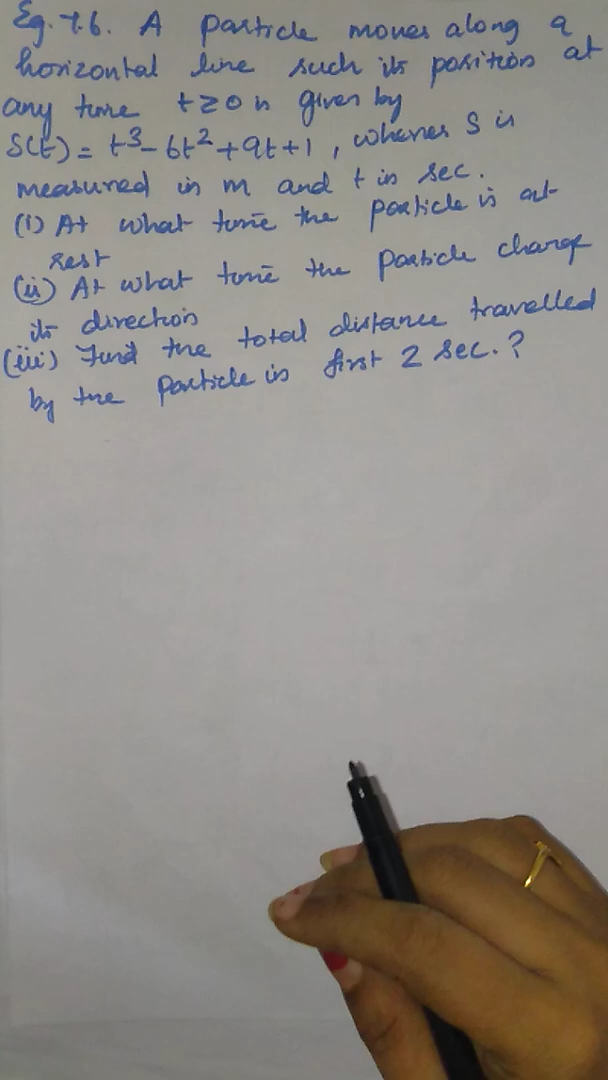 Eg. 7.6. A particle moves along a
horizontal line such its position at
any time t≥0 is given by
S(t) = t³ - 6t² + 9t + 1, wheres S is
measured in m and t in sec.
(i) At what time the particle is at
rest
(ii) At what time the particle change
its direction
(iii) Find the total distance travelled
by the particle in first 2 sec.?